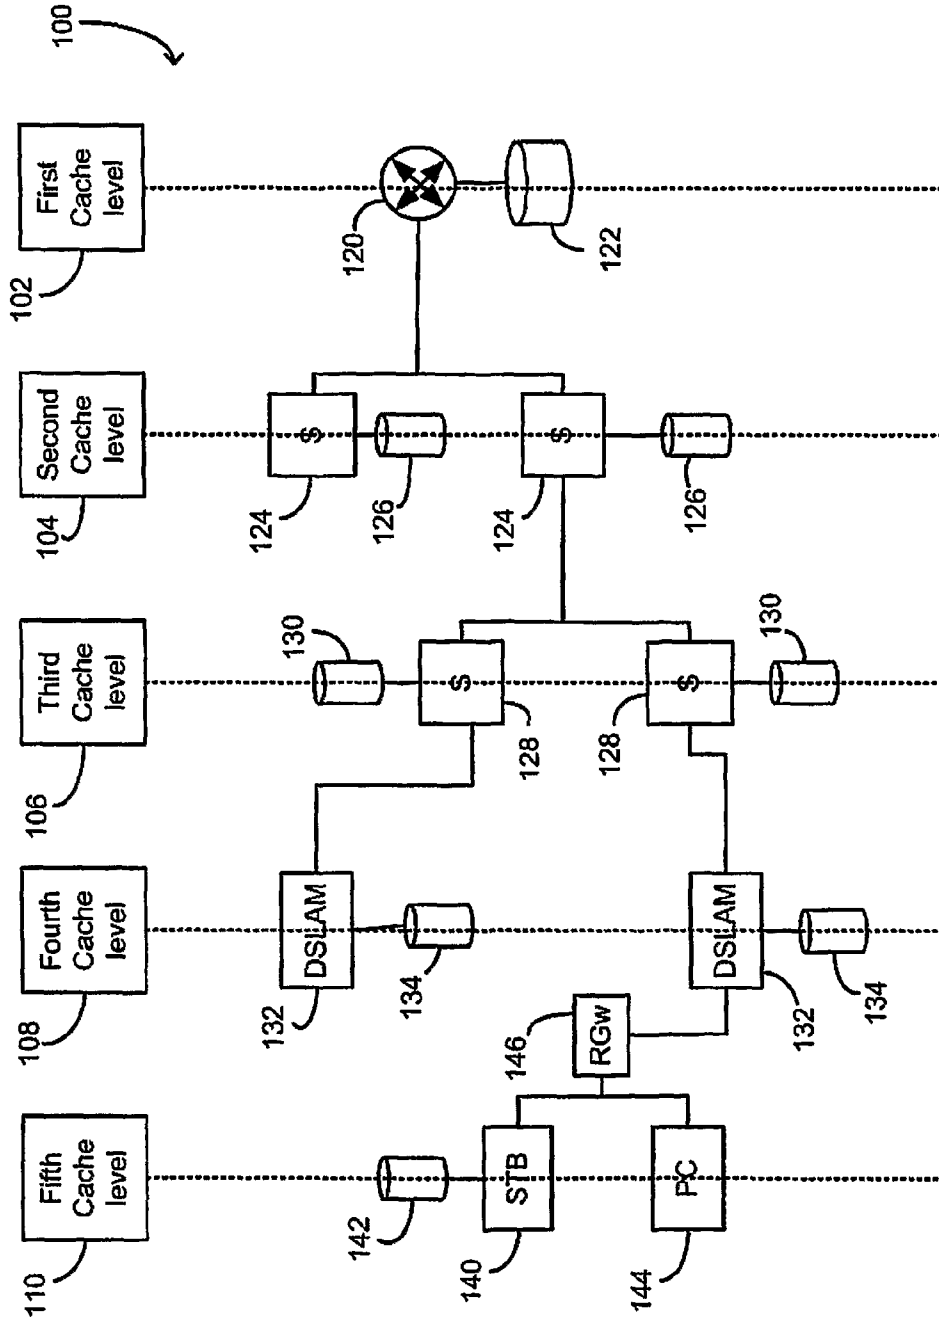 100
First
Cache
level
102
120
122
Second
Cache
level
104
S
124
126
S
124
126
Third
Cache
level
106
130
S
128
S
128
130
Fourth
Cache
level
108
DSLAM
132
134
DSLAM
132
134
146
RGw
Fifth
Cache
level
110
142
STB
140
PC
144